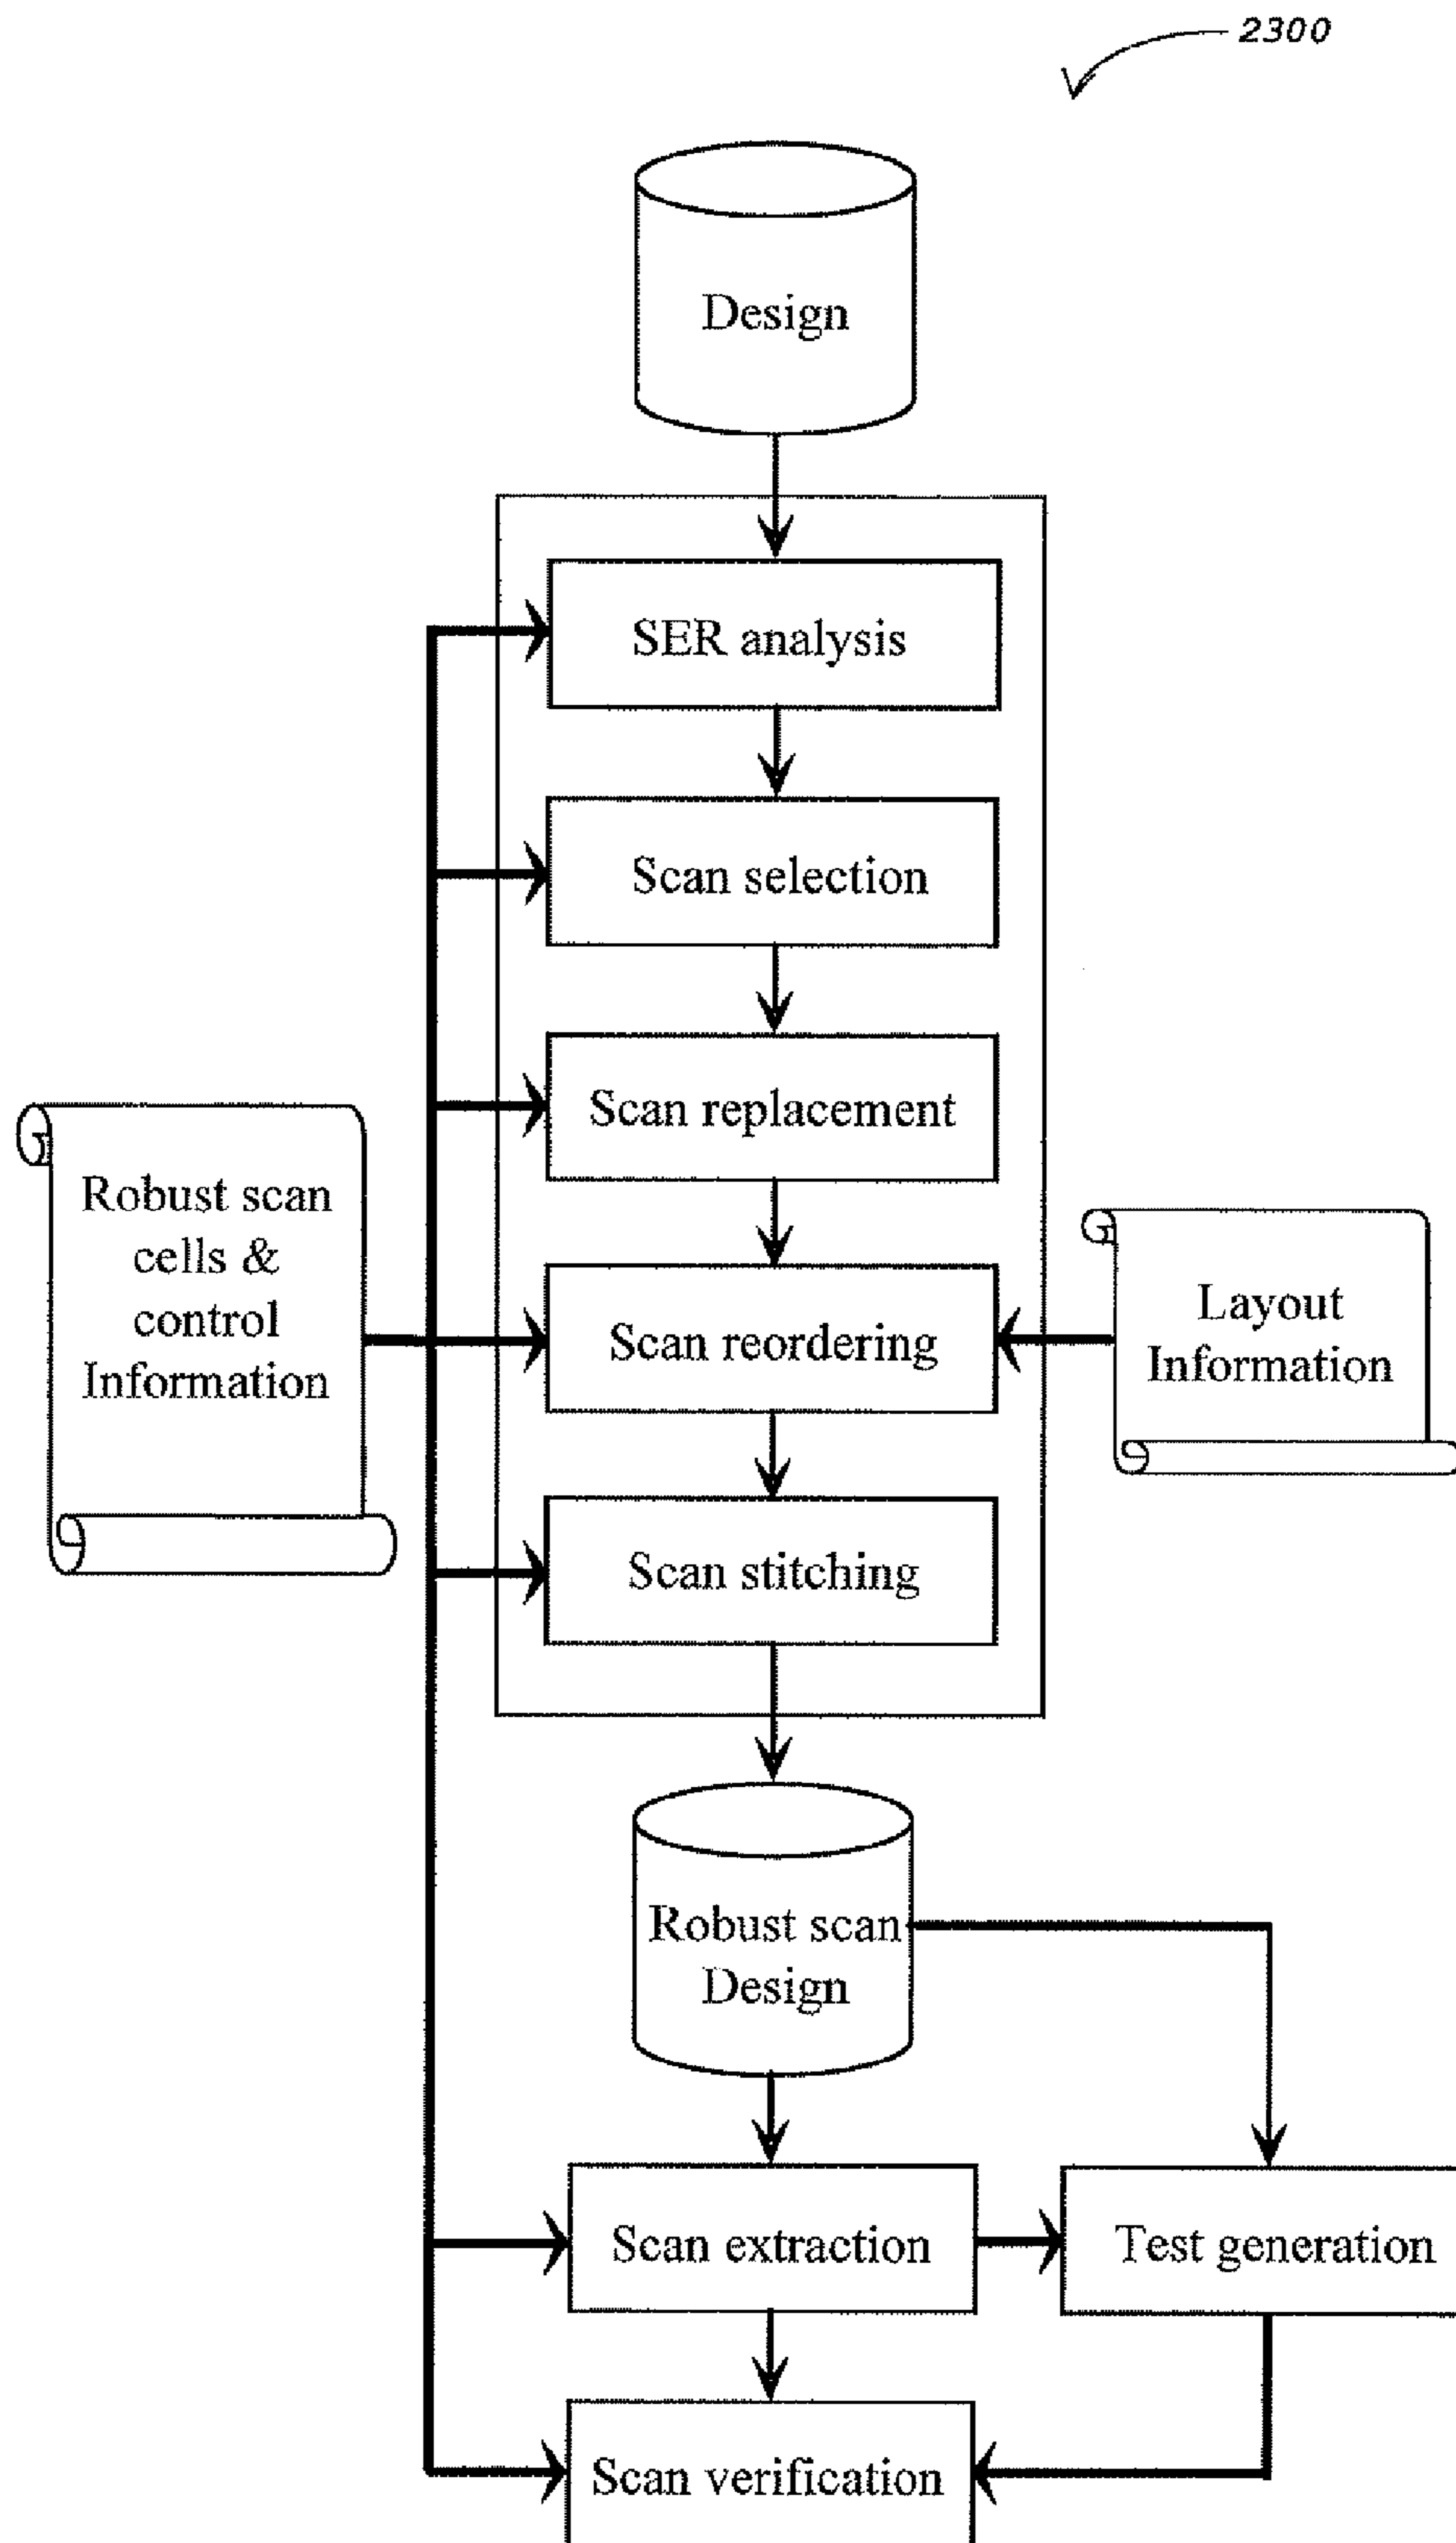 2300
Design
SER analysis
Scan selection
Scan replacement
Robust scan
cells &
control
Information
Scan reordering
Layout
Information
Scan stitching
Robust scan
Design
Scan extraction
Test generation
Scan verification